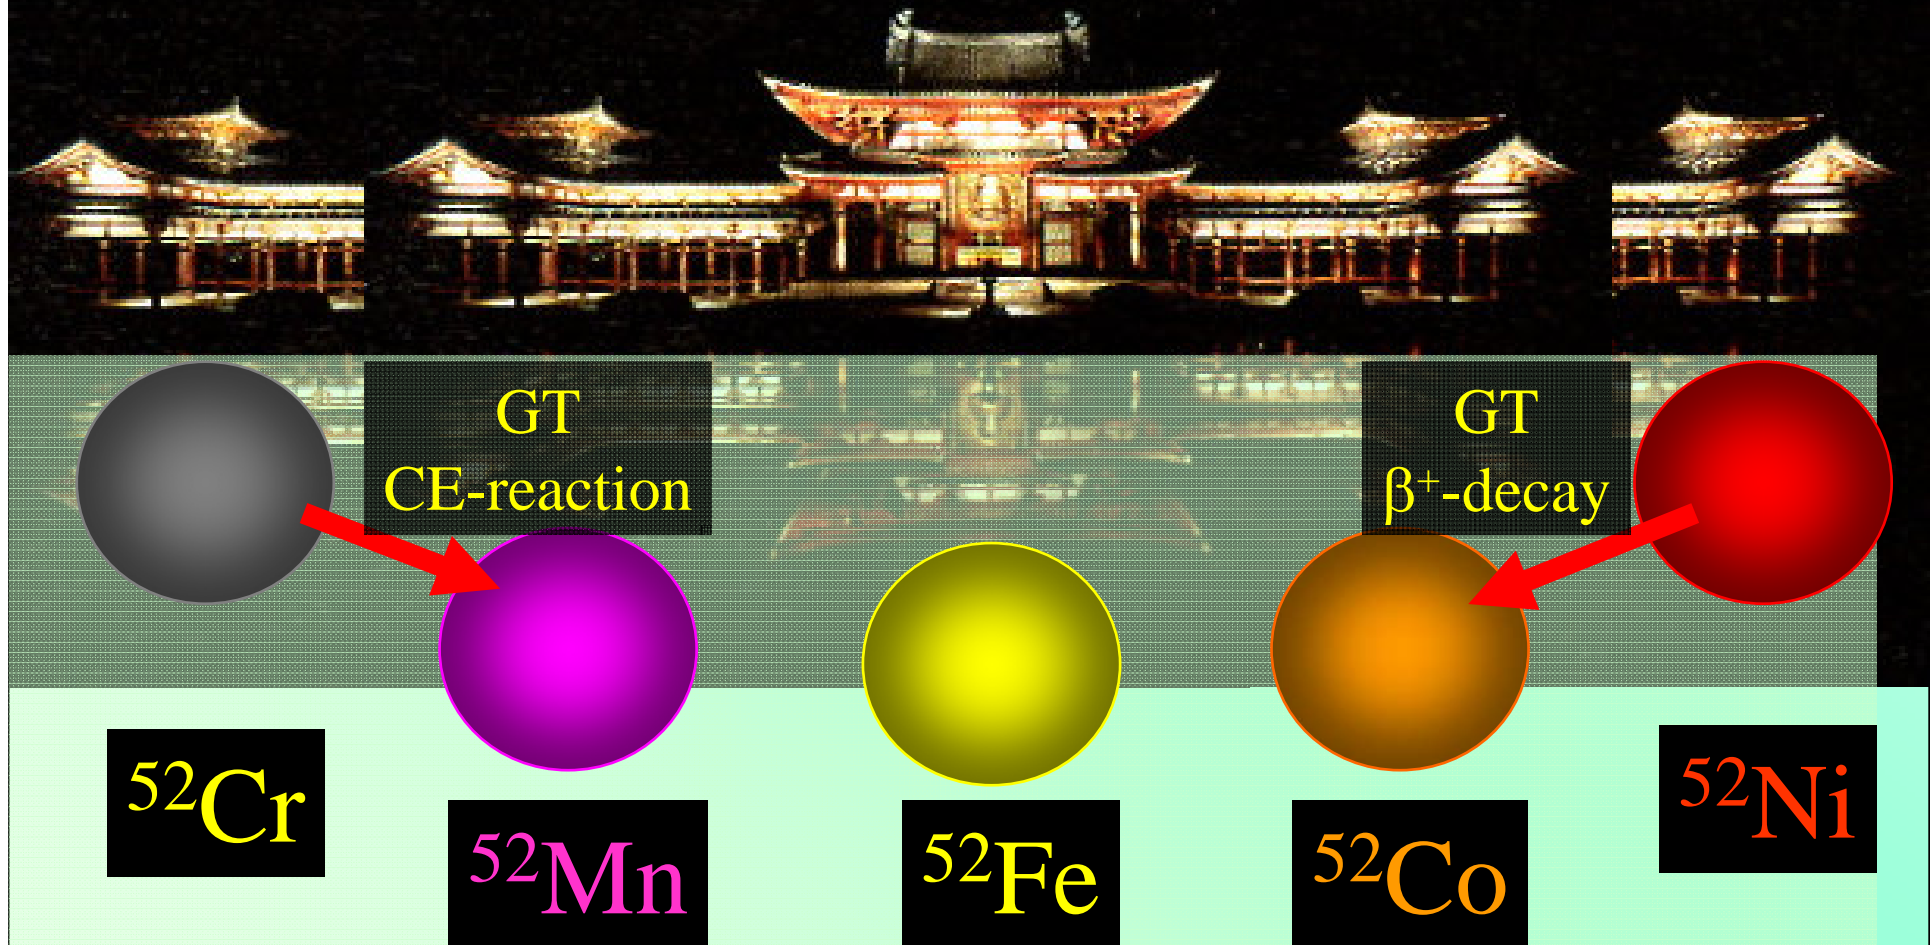 GT
CE-reaction
GT
β⁺-decay
⁵²Cr
⁵²Mn
⁵²Fe
⁵²Co
⁵²Ni